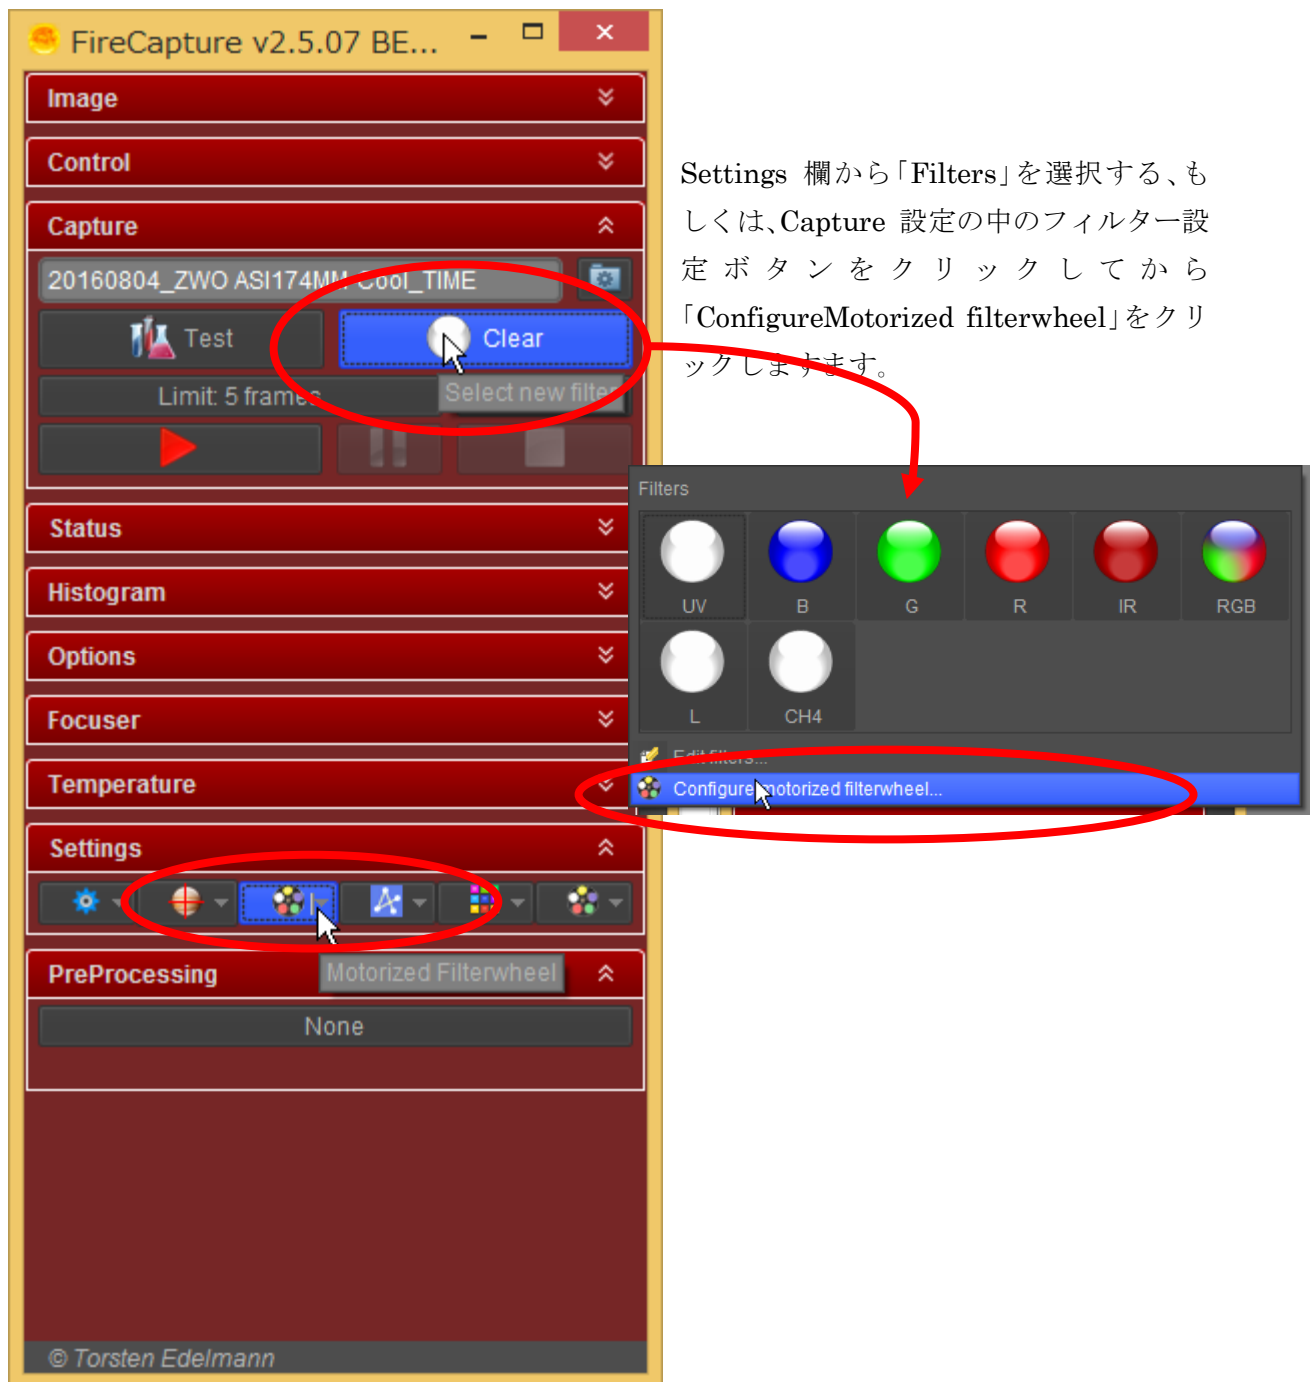 FireCapture v2.5.07 BE...
Image
Control
Capture
20160804_ZWO ASI174MM Cool_TIME
Test
Clear
Limit: 5 frames
Select new filter
Status
Histogram
Options
Focuser
Temperature
Settings
PreProcessing
Motorized Filterwheel
None
© Torsten Edelmann
Settings 欄から「Filters」を選択する、も
しくは、Capture 設定の中のフィルター設
定ボタンをクリックしてから
「ConfigureMotorized filterwheel」をクリ
ックしますます。
Filters
UV B G R IR RGB
L CH4
Edit filters...
Configure motorized filterwheel...